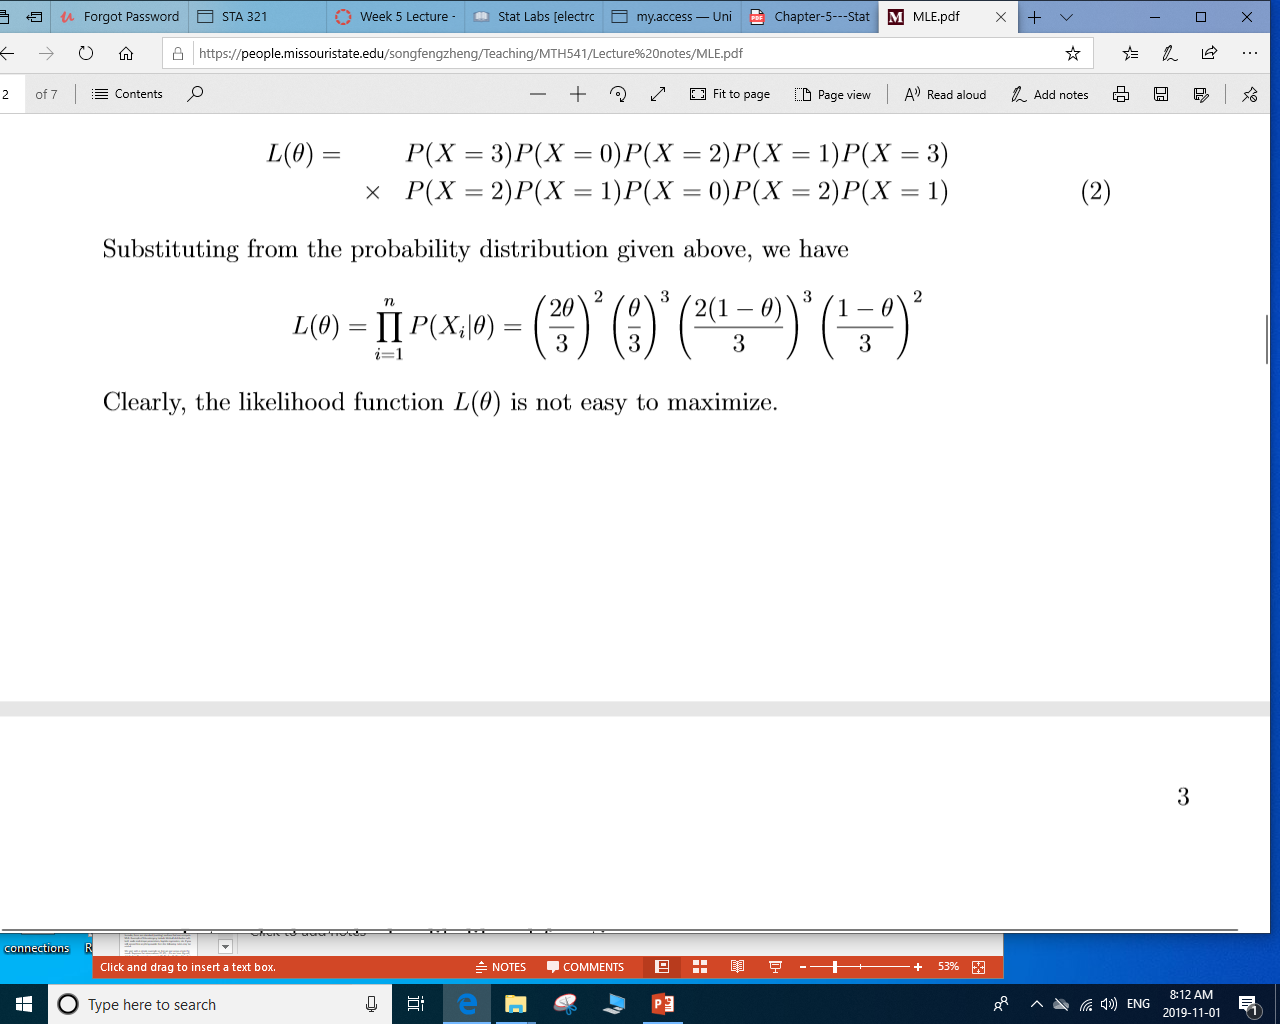 Forgot Password
STA 321
Week 5 Lecture -
Stat Labs [electrc
my.access — Uni
PDF Chapter-5---Stat
M MLE.pdf
https://people.missouristate.edu/songfengzheng/Teaching/MTH541/Lecture%20notes/MLE.pdf
2 of 7 Contents Fit to page Page view Read aloud Add notes
L(θ) = P(X = 3)P(X = 0)P(X = 2)P(X = 1)P(X = 3)
× P(X = 2)P(X = 1)P(X = 0)P(X = 2)P(X = 1) (2)
Substituting from the probability distribution given above, we have
L(θ) = ∏_{i=1}^{n} P(X_i|θ) = (2θ/3)^2 (θ/3)^3 (2(1 − θ)/3)^3 (1 − θ/3)^2
Clearly, the likelihood function L(θ) is not easy to maximize.
3
connections
Click and drag to insert a text box. NOTES COMMENTS 53%
Type here to search
ENG
8:12 AM
2019-11-01
1